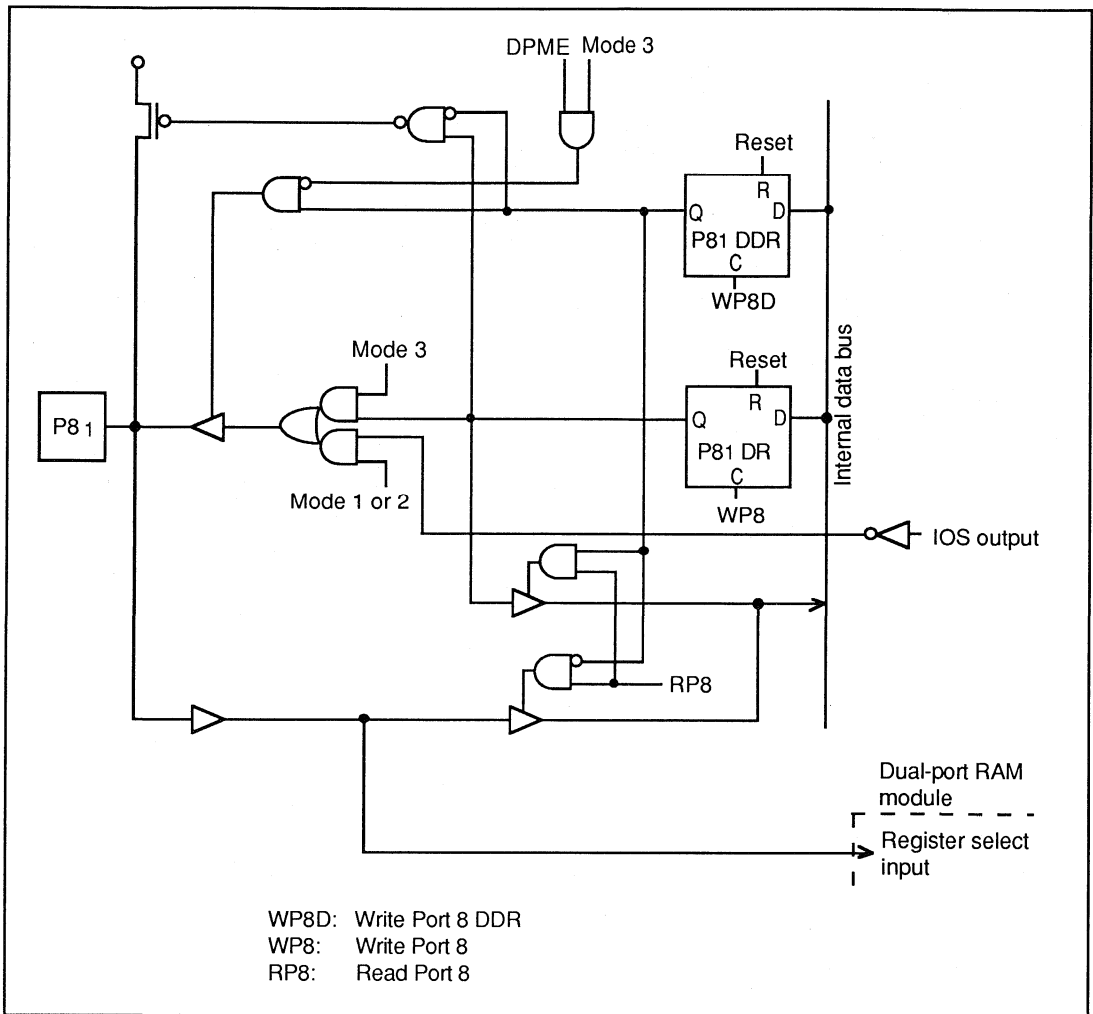 DPME Mode 3
Reset
R
Q D
P81 DDR
C
WP8D
Mode 3
Reset
R
Q D
P81 DR
C
WP8
Internal data bus
P8 1
Mode 1 or 2
IOS output
RP8
Dual-port RAM
module
Register select
input
WP8D: Write Port 8 DDR
WP8: Write Port 8
RP8: Read Port 8